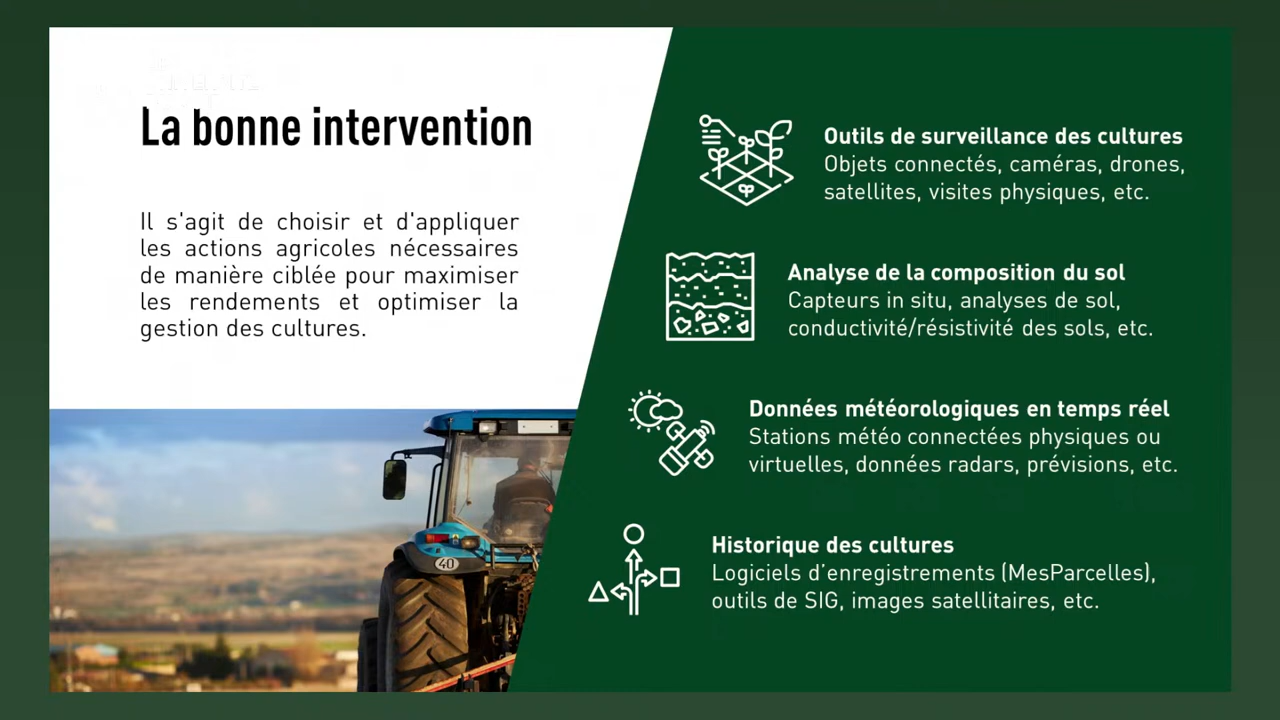 La bonne intervention
Il s'agit de choisir et d'appliquer
les actions agricoles nécessaires
de manière ciblée pour maximiser
les rendements et optimiser la
gestion des cultures.
40
Outils de surveillance des cultures
Objets connectés, caméras, drones,
satellites, visites physiques, etc.
Analyse de la composition du sol
Capteurs in situ, analyses de sol,
conductivité/résistivité des sols, etc.
Données météorologiques en temps réel
Stations météo connectées physiques ou
virtuelles, données radars, prévisions, etc.
Historique des cultures
Logiciels d’enregistrements (MesParcelles),
outils de SIG, images satellitaires, etc.